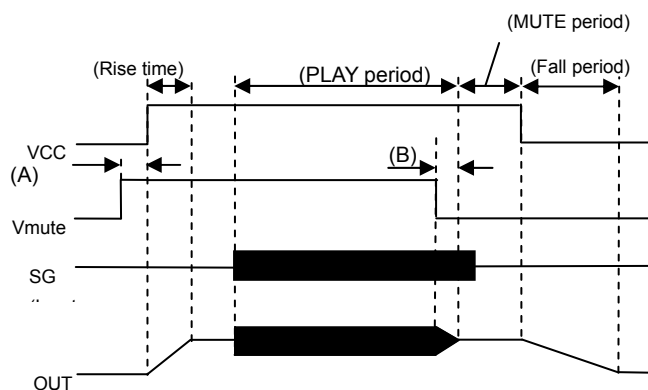 (MUTE period)
(Rise time)
(PLAY period)
(Fall period)
VCC
(A)
(B)
Vmute
SG
OUT